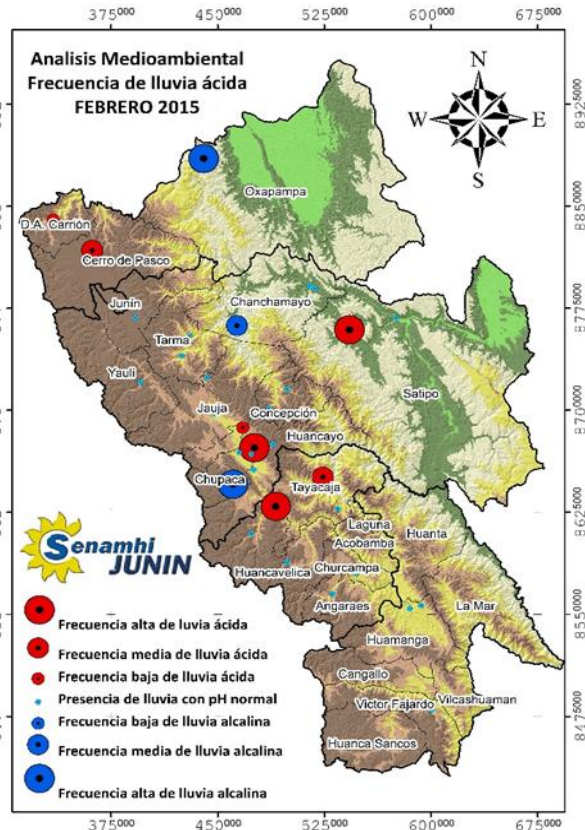 375000 450000 525000 600000 675000
Analisis Medioambiental
Frecuencia de lluvia ácida
FEBRERO 2015
N
W E
S
8925000
8850000
8775000
8700000
8625000
8550000
8475000
Oxapampa
D.A. Carrión
Cerro de Pasco
Junín
Chanchamayo
Tarma
Yauli
Satipo
Jauja
Concepción
Huancayo
Chupaca
Tayacaja
Laguna
Huanta
Acobamba
Huancavelica
Churcampa
Angaraes
La Mar
Huamanga
Cangallo
Victor Fajardo
Vilcashuaman
Huanca Sancos
Senamhi
JUNIN
Frecuencia alta de luvia ácida
Frecuencia media de lluvia ácida
Frecuencia baja de lluvia ácida
Presencia de lluvia con pH normal
Frecuencia baja de lluvia alcalina
Frecuencia media de lluvia alcalina
Frecuencia alta de lluvia alcalina
375000 450000 525000 600000 675000